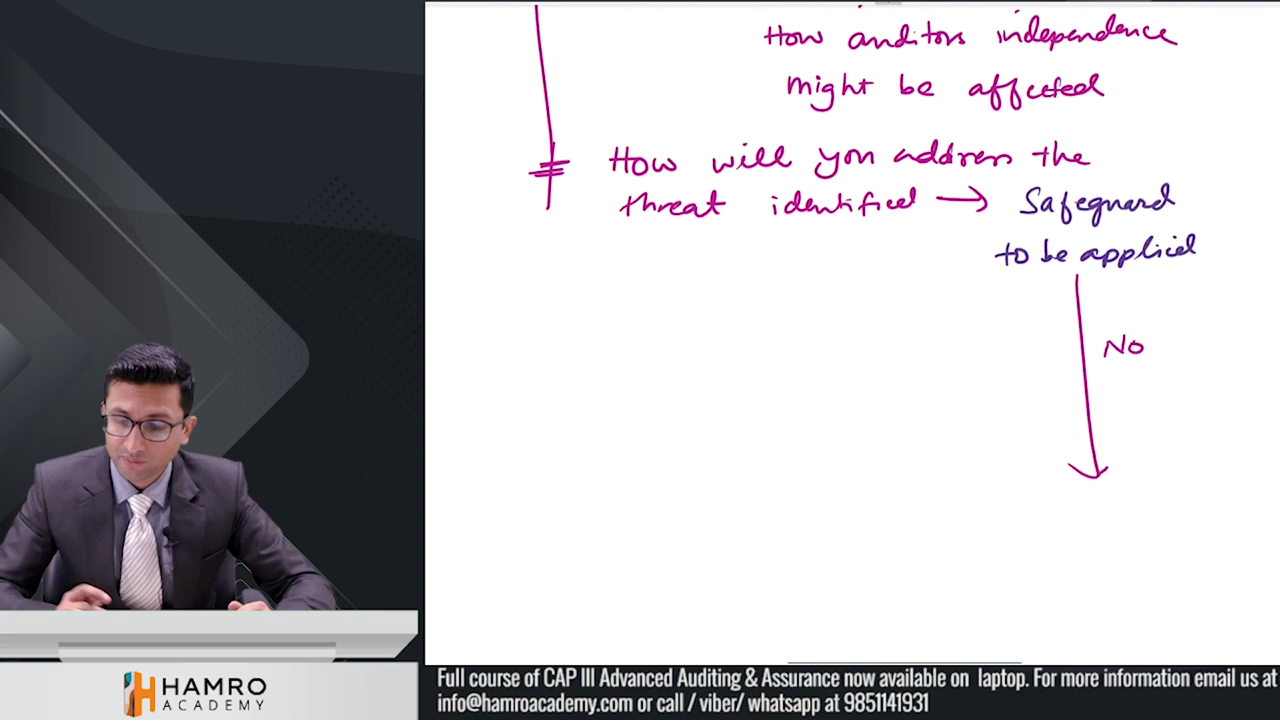 How auditors independence
might be affected
How will you address the
threat identified → Safeguard
to be applied
No
HAMRO
ACADEMY
Full course of CAP III Advanced Auditing & Assurance now available on laptop. For more information email us at
info@hamroacademy.com or call / viber/ whatsapp at 9851141931